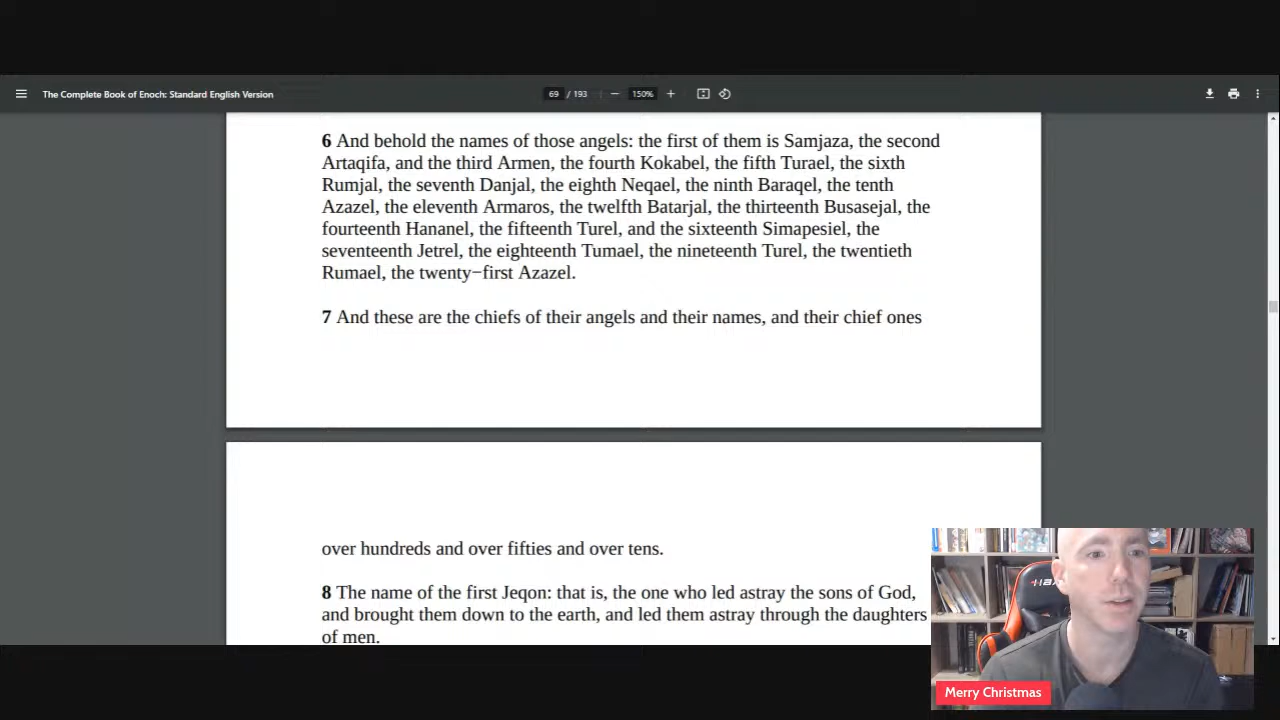 The Complete Book of Enoch: Standard English Version
69 / 193
150%
6 And behold the names of those angels: the first of them is Samjaza, the second
Artaqifa, and the third Armen, the fourth Kokabel, the fifth Turael, the sixth
Rumjal, the seventh Danjal, the eighth Neqael, the ninth Baraqel, the tenth
Azazel, the eleventh Armaros, the twelfth Batarjal, the thirteenth Busasejal, the
fourteenth Hananel, the fifteenth Turel, and the sixteenth Simapesiel, the
seventeenth Jetrel, the eighteenth Tumael, the nineteenth Turel, the twentieth
Rumael, the twenty−first Azazel.
7 And these are the chiefs of their angels and their names, and their chief ones
over hundreds and over fifties and over tens.
8 The name of the first Jeqon: that is, the one who led astray the sons of God,
and brought them down to the earth, and led them astray through the daughters
of men.
Merry Christmas